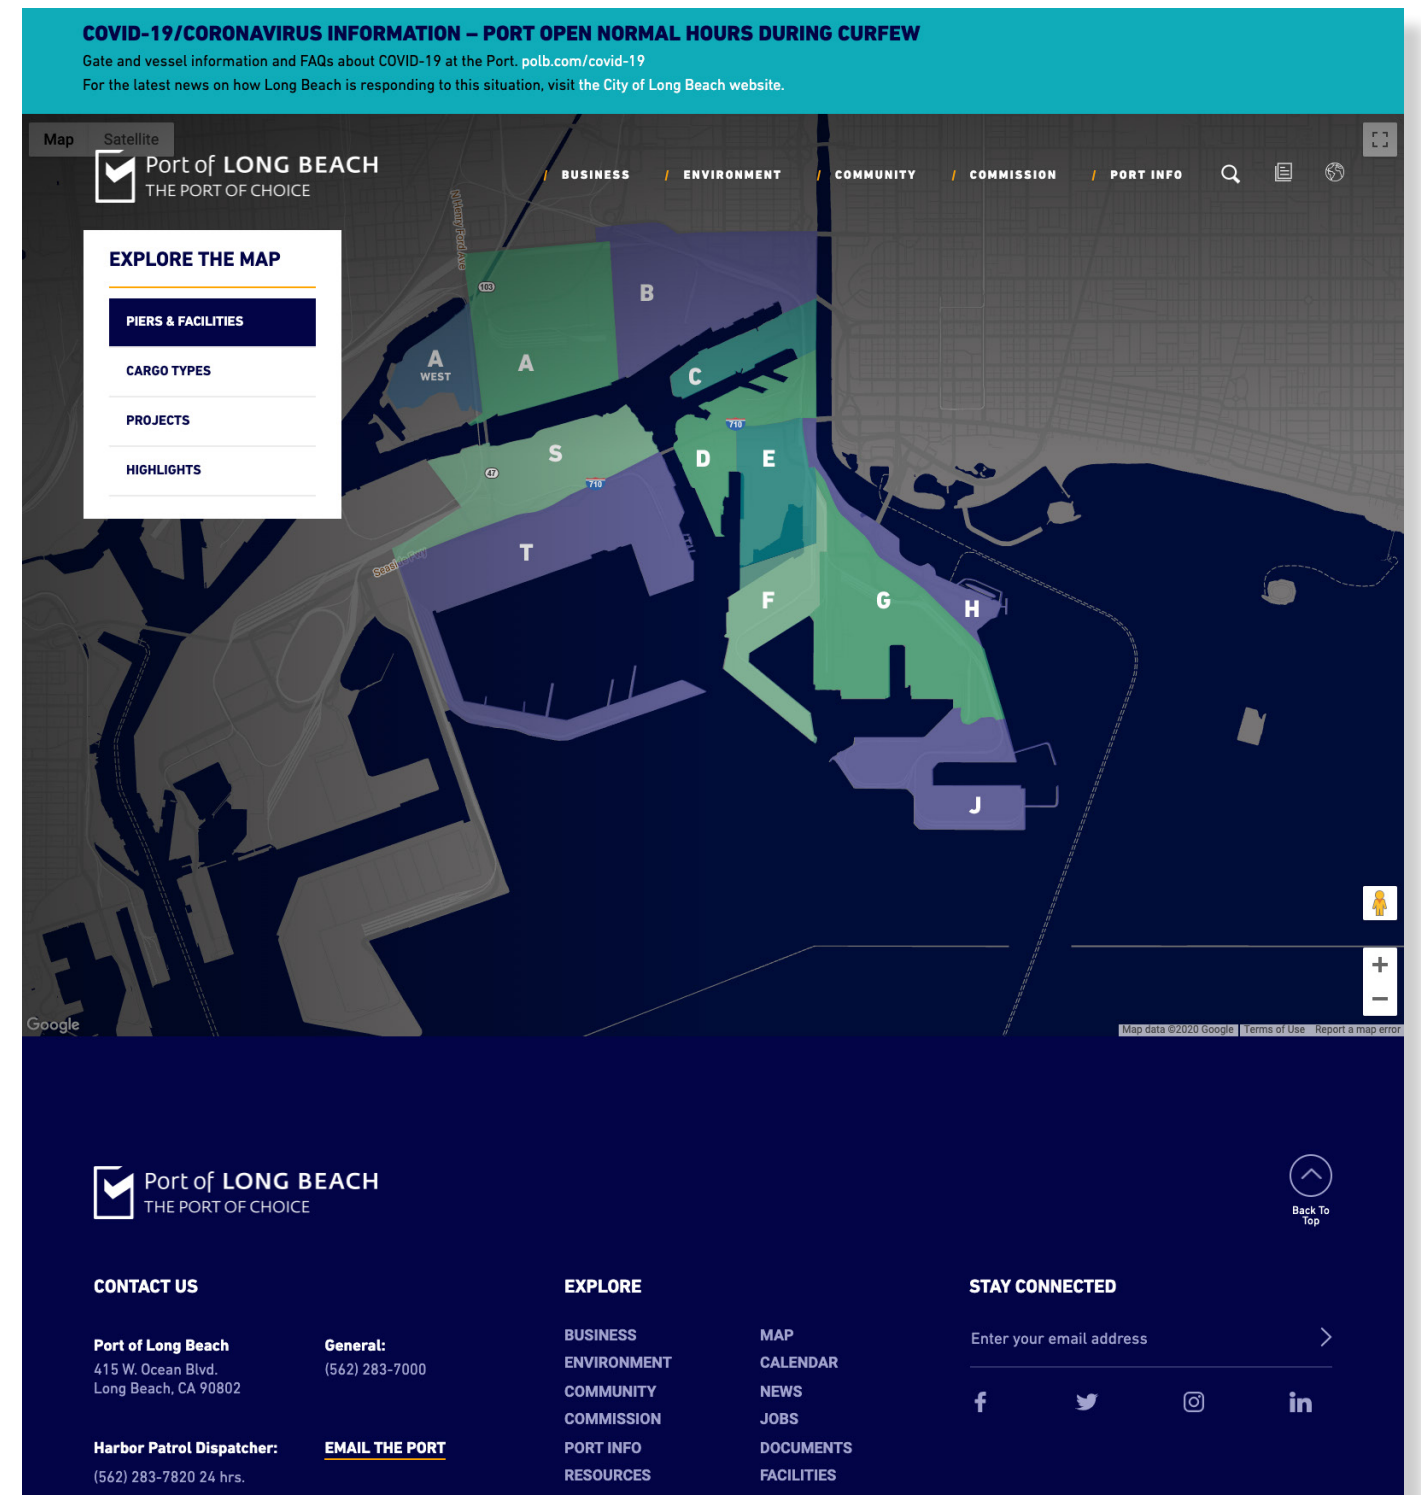 COVID-19/CORONAVIRUS INFORMATION – PORT OPEN NORMAL HOURS DURING CURFEW
Gate and vessel information and FAQs about COVID-19 at the Port. polb.com/covid-19
For the latest news on how Long Beach is responding to this situation, visit the City of Long Beach website.
Map Satellite
Port of LONG BEACH
THE PORT OF CHOICE
/ BUSINESS / ENVIRONMENT / COMMUNITY / COMMISSION / PORT INFO
N Henry Ford Ave
EXPLORE THE MAP
PIERS & FACILITIES
CARGO TYPES
PROJECTS
HIGHLIGHTS
103
B
A
WEST
A
C
710
S
D
E
47
710
T
F
G
H
J
Google
Map data ©2020 Google Terms of Use Report a map error
Port of LONG BEACH
THE PORT OF CHOICE
Back To
Top
CONTACT US
Port of Long Beach
415 W. Ocean Blvd.
Long Beach, CA 90802
General:
(562) 283-7000
Harbor Patrol Dispatcher:
(562) 283-7820 24 hrs.
EMAIL THE PORT
EXPLORE
BUSINESS
ENVIRONMENT
COMMUNITY
COMMISSION
PORT INFO
RESOURCES
MAP
CALENDAR
NEWS
JOBS
DOCUMENTS
FACILITIES
STAY CONNECTED
Enter your email address